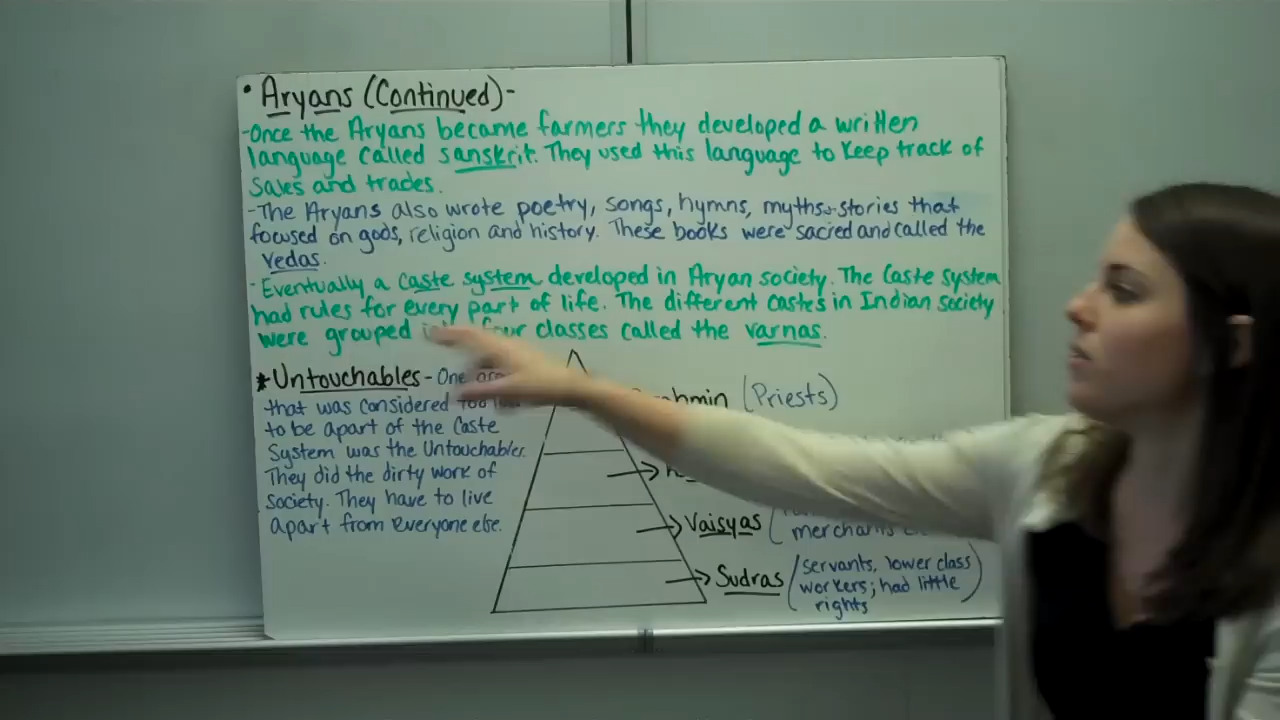 • Aryans (Continued)-
-Once the Aryans became farmers they developed a written
language called Sanskrit. They used this language to keep track of
sales and trades.
-The Aryans also wrote poetry, songs, hymns, myths & stories that
focused on gods, religion and history. These books were sacred and called the
Vedas.
-Eventually a caste system developed in Aryan society. The Caste system
had rules for every part of life. The different castes in Indian society
were grouped four classes called the varnas.
*Untouchables - One
that was considered too
to be apart of the Caste
System was the Untouchables.
They did the dirty work of
society. They have to live
apart from everyone else.
(Priests)
Vaisyas (
merchants
Sudras (servants, lower class
workers; had little
rights)